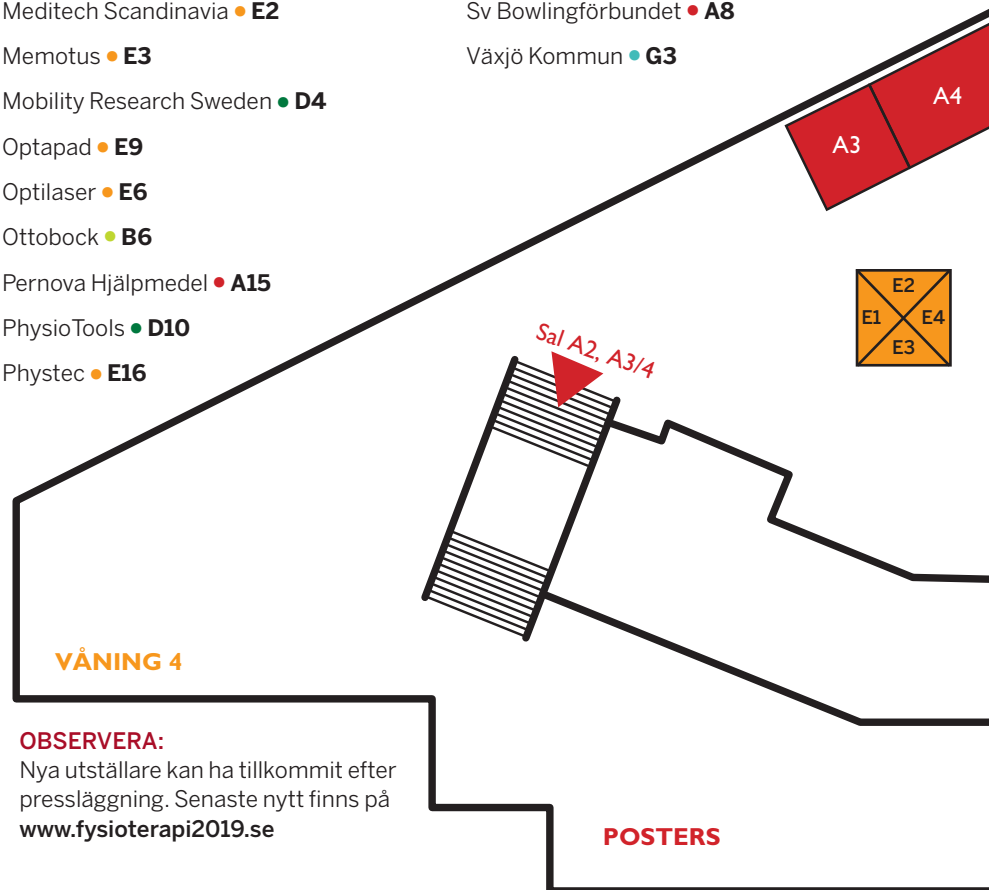 Meditech Scandinavia • E2
Memotus • E3
Mobility Research Sweden • D4
Optapad • E9
Optilaser • E6
Ottobock • B6
Pernova Hjälpmedel • A15
PhysioTools • D10
Phystec • E16
Sv Bowlingförbundet • A8
Växjö Kommun • G3
A3
A4
E2
E1
E4
E3
Sal A2, A3/4
VÅNING 4
OBSERVERA:
Nya utställare kan ha tillkommit efter
pressläggning. Senaste nytt finns på
www.fysioterapi2019.se
POSTERS